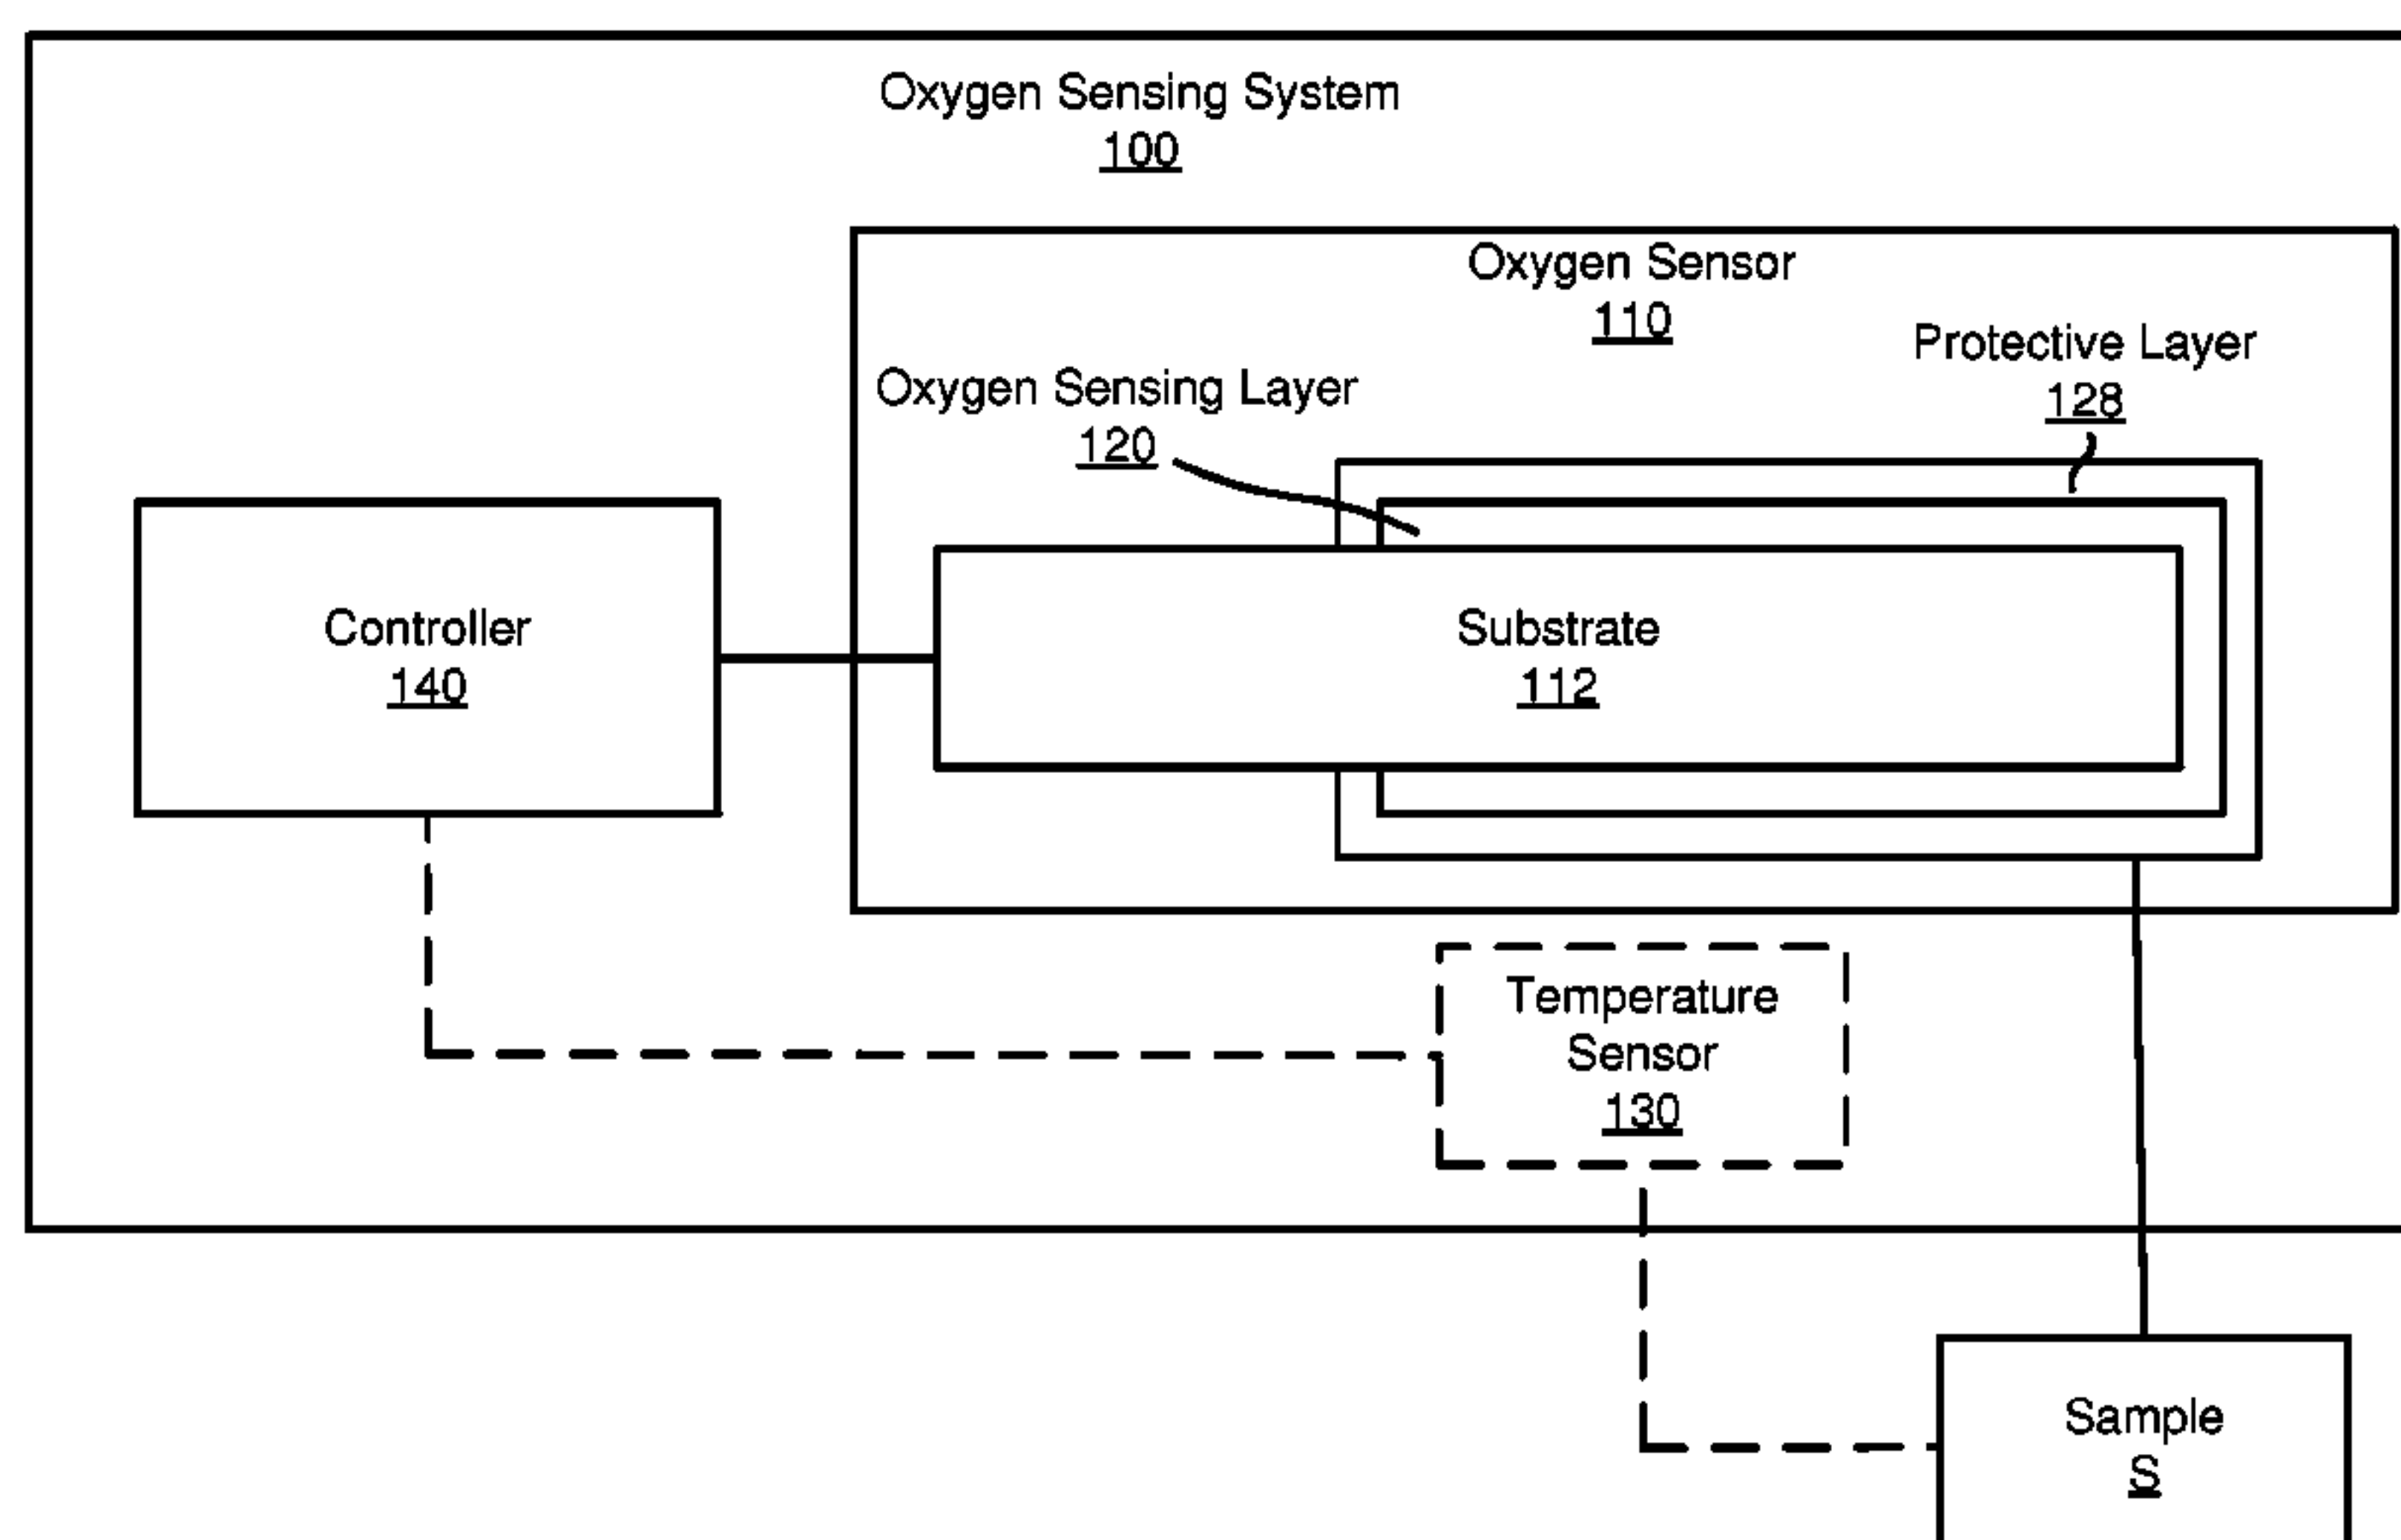 Oxygen Sensing System
100
Oxygen Sensor
110
Protective Layer
128
Oxygen Sensing Layer
120
Controller
140
Substrate
112
Temperature
Sensor
130
Sample
S